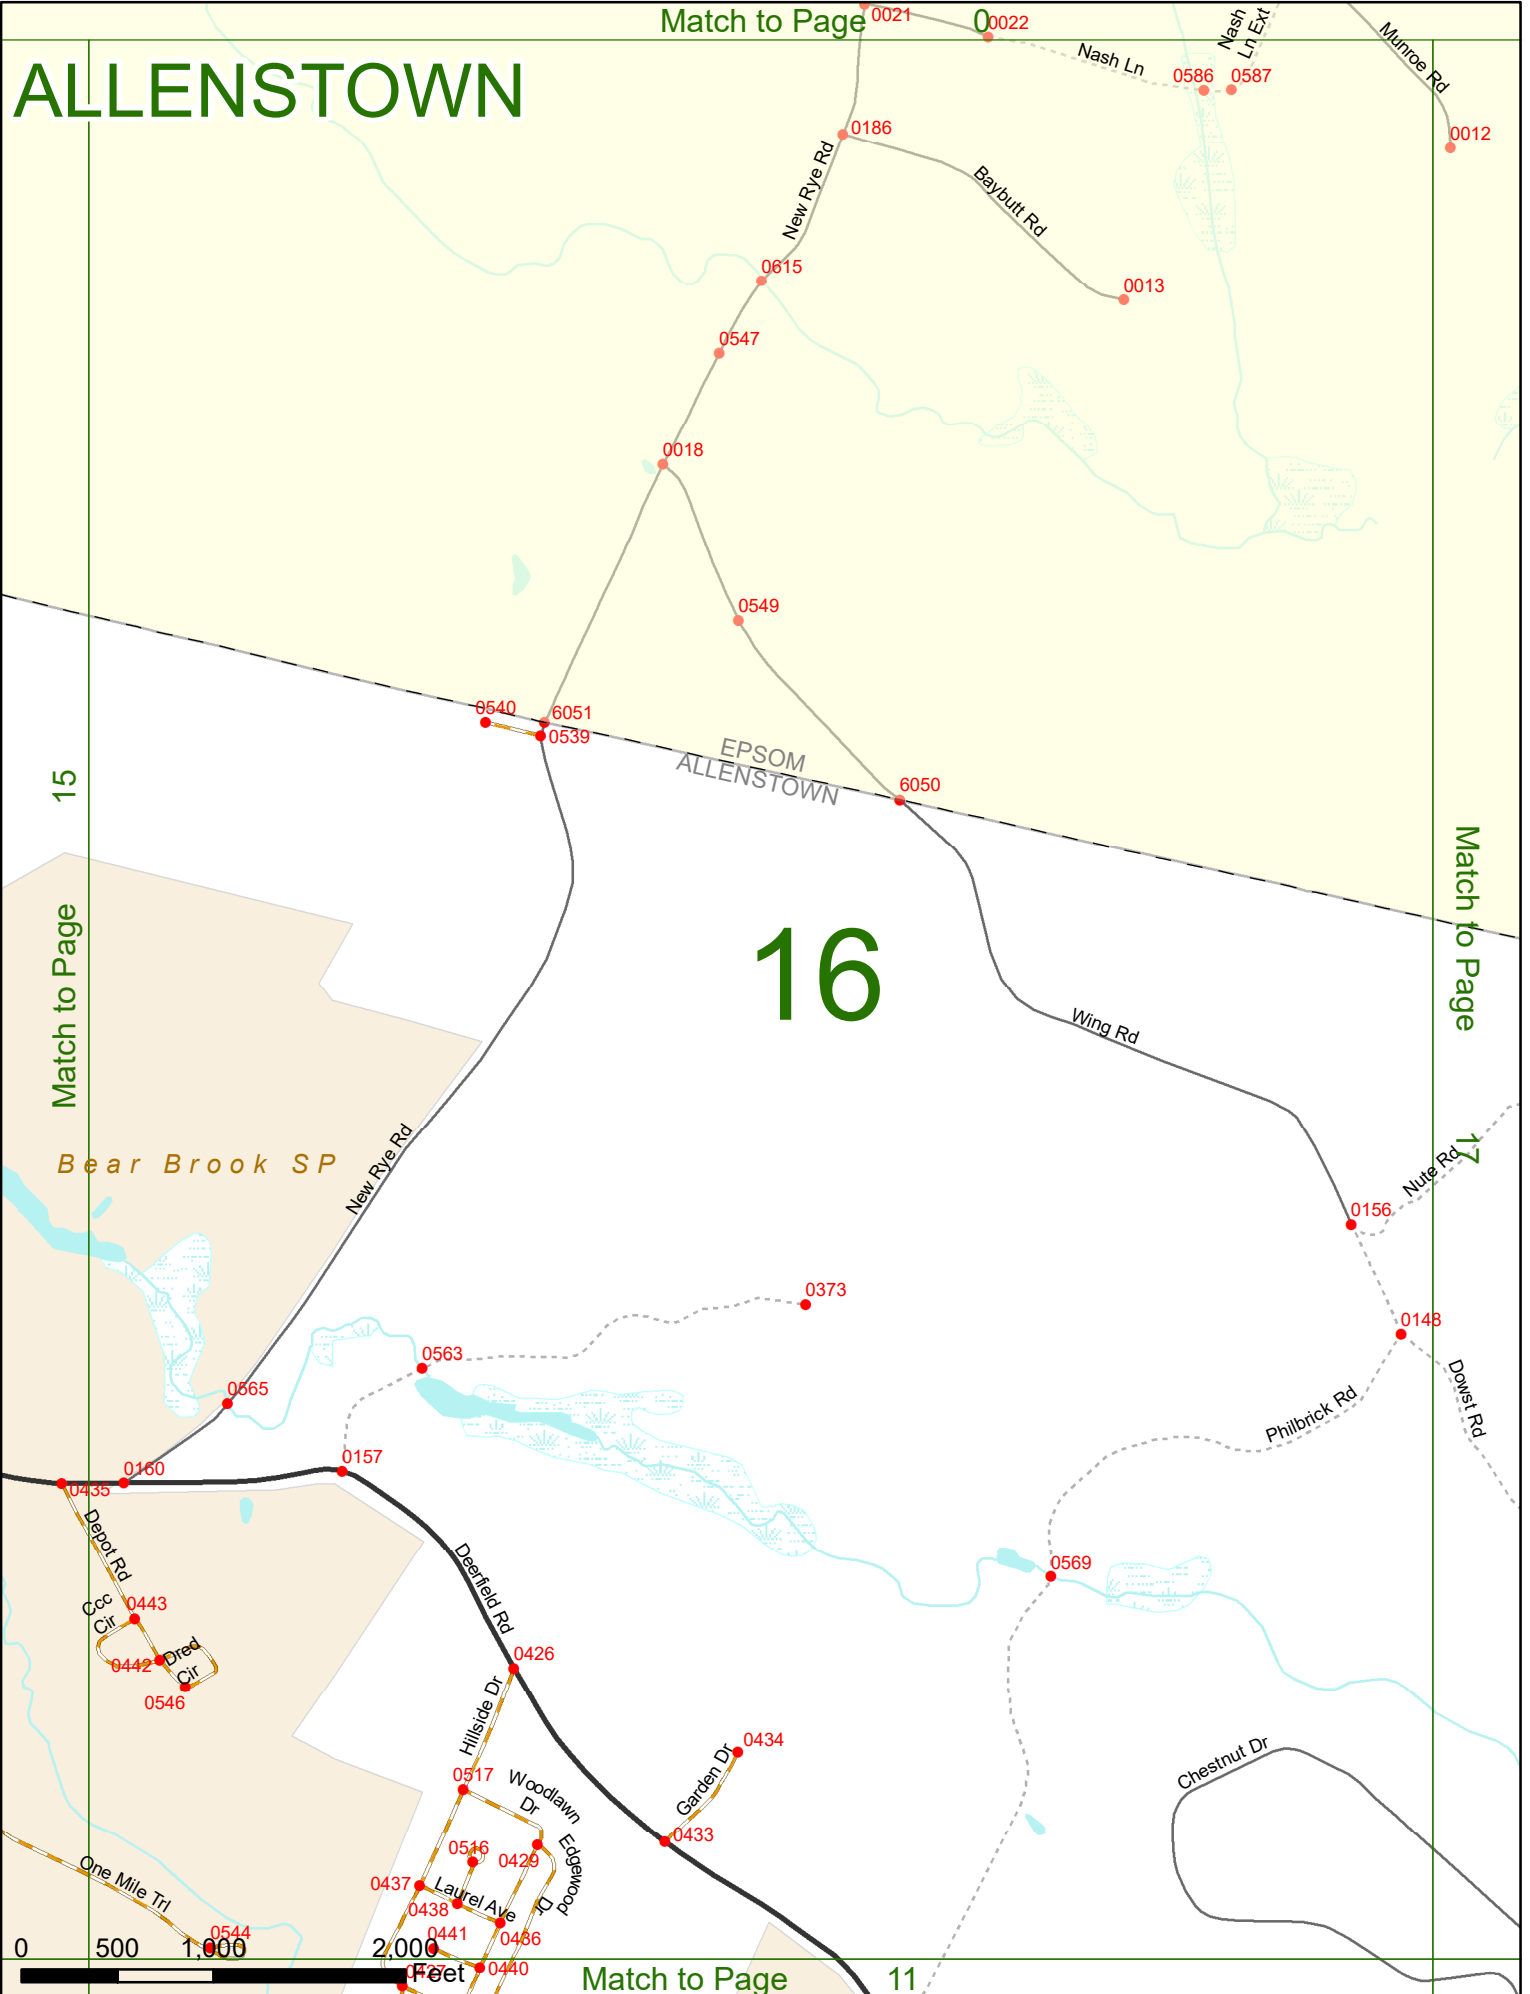 Match to Page 0
0021
0022
Nash Ln
Nash
Ln Ext
Munroe Rd
ALLENSTOWN
0586
0587
0012
0186
New Rye Rd
Baybutt Rd
0615
0013
0547
0018
0549
0540
6051
0539
EPSOM
ALLENSTOWN
6050
15
Match to Page
Match to Page
17
16
Wing Rd
Bear Brook SP
New Rye Rd
Nute Rd
0156
0373
0148
0563
0565
Philbrick Rd
Dowst Rd
0157
0160
0435
Depot Rd
Deerfield Rd
0569
Ccc
Cir
0443
0442
Dred
Cir
0546
0426
Hillside Dr
0434
Garden Dr
0433
Chestnut Dr
0517
Woodlawn
Dr
0516
0429
Edgewood
Dr
0437
Laurel Ave
0438
0436
0441
0440
0427
One Mile Trl
0544
0 500 1,000 2,000
Feet
Match to Page 11